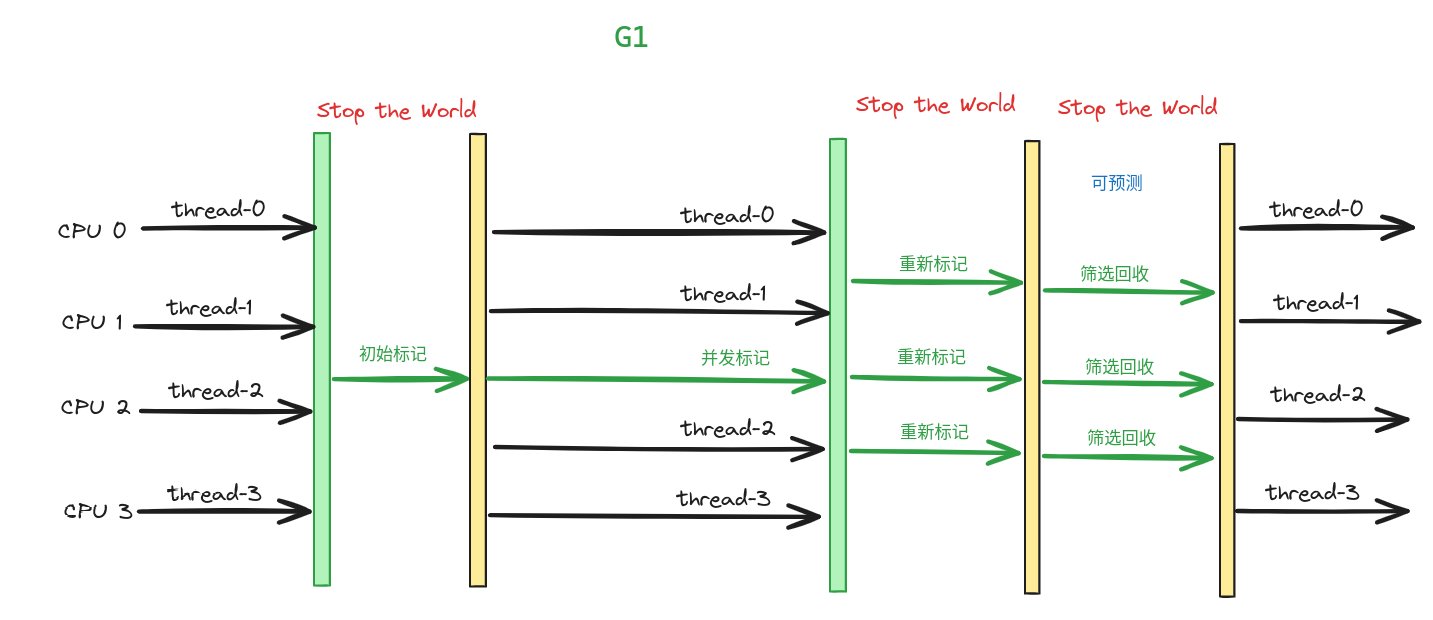 G1
Stop the World
Stop the World
Stop the World
可预测
CPU 0
thread-0
thread-0
thread-0
重新标记
筛选回收
CPU 1
thread-1
thread-1
thread-1
初始标记
并发标记
重新标记
筛选回收
CPU 2
thread-2
thread-2
thread-2
重新标记
筛选回收
CPU 3
thread-3
thread-3
thread-3